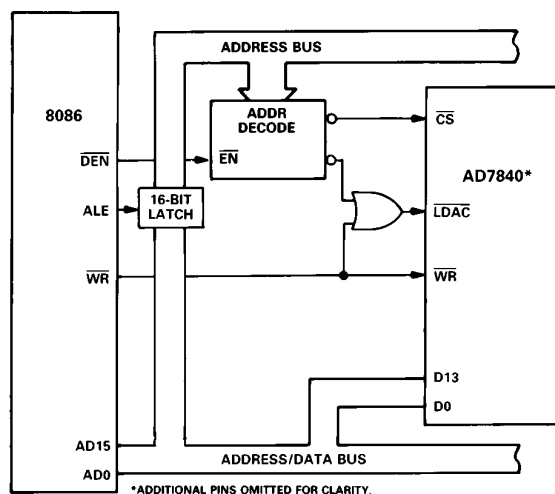 ADDRESS BUS
8086
ADDR
DECODE
CS
DEN
EN
AD7840*
ALE
16-BIT
LATCH
LDAC
WR
WR
D13
D0
AD15
ADDRESS/DATA BUS
AD0
*ADDITIONAL PINS OMITTED FOR CLARITY.